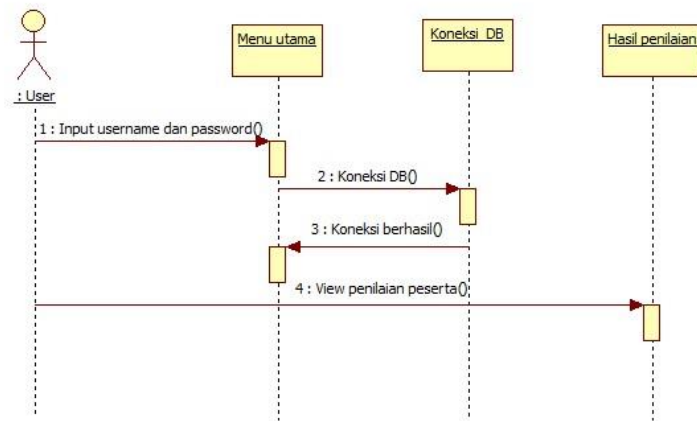 : User
Menu utama
Koneksi DB
Hasil penilaian
1 : Input username dan password()
2 : Koneksi DB()
3 : Koneksi berhasil()
4 : View penilaian peserta()